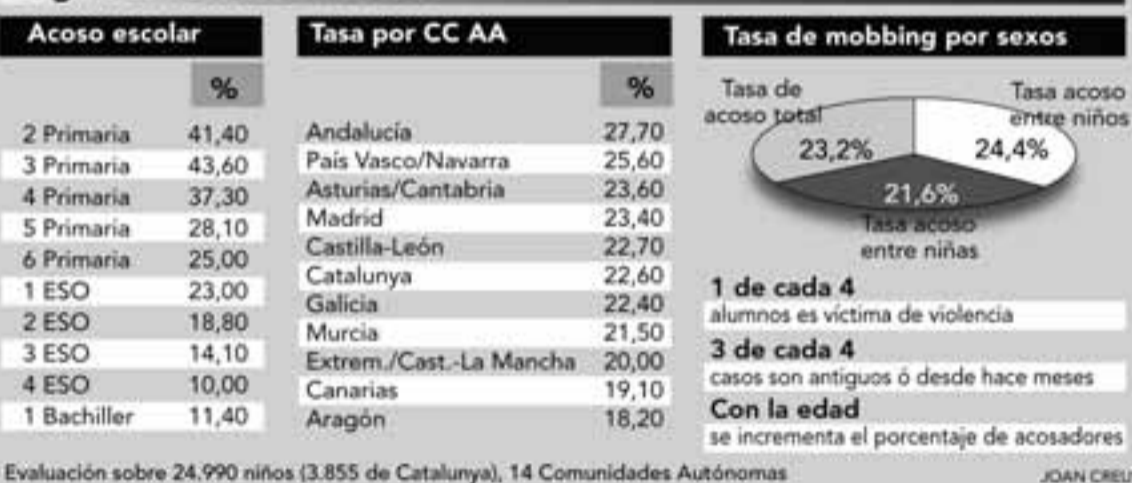 Acoso escolar
%
2 Primaria 41,40
3 Primaria 43,60
4 Primaria 37,30
5 Primaria 28,10
6 Primaria 25,00
1 ESO 23,00
2 ESO 18,80
3 ESO 14,10
4 ESO 10,00
1 Bachiller 11,40
Tasa por CC AA
%
Andalucía 27,70
País Vasco/Navarra 25,60
Asturias/Cantabria 23,60
Madrid 23,40
Castilla-León 22,70
Catalunya 22,60
Galicia 22,40
Murcia 21,50
Extrem./Cast.-La Mancha 20,00
Canarias 19,10
Aragón 18,20
Tasa de mobbing por sexos
Tasa de
acoso total
23,2%
Tasa acoso
entre niños
24,4%
21,6%
Tasa acoso
entre niñas
1 de cada 4
alumnos es víctima de violencia
3 de cada 4
casos son antiguos ó desde hace meses
Con la edad
se incrementa el porcentaje de acosadores
Evaluación sobre 24.990 niños (3.855 de Catalunya), 14 Comunidades Autónomas
JOAN CREU